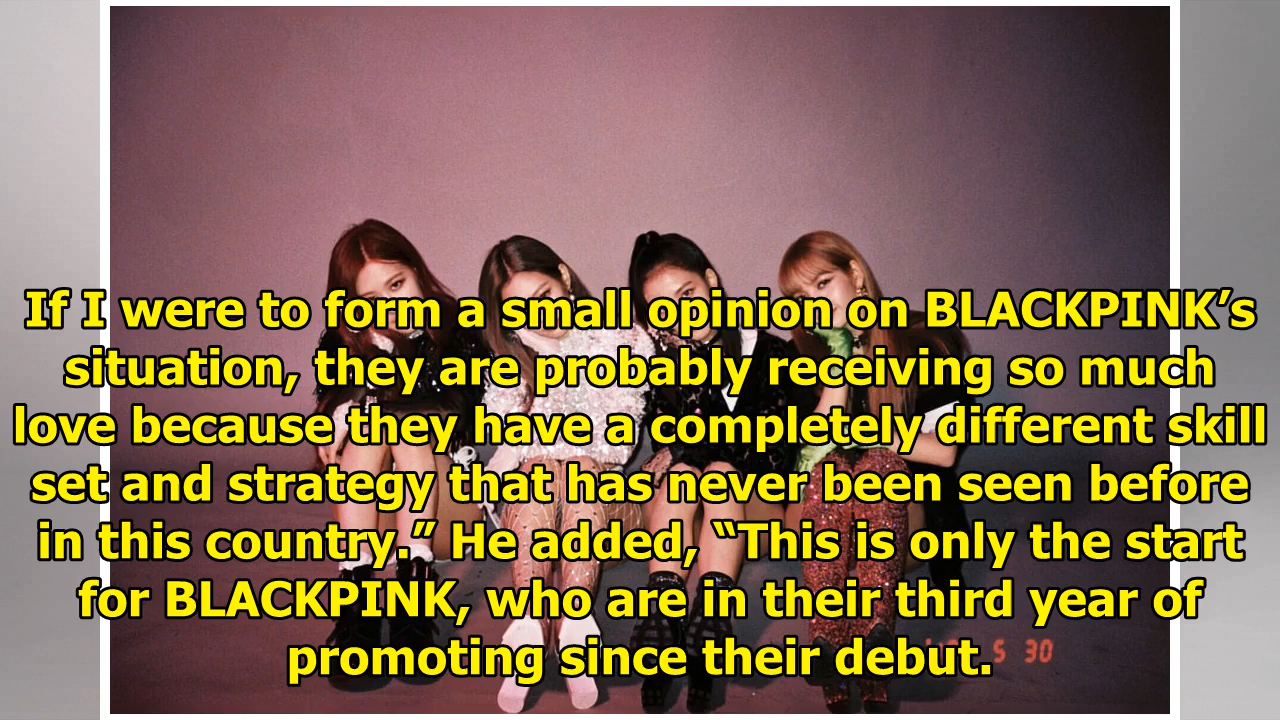 If I were to form a small opinion on BLACKPINK’s
situation, they are probably receiving so much
love because they have a completely different skill
set and strategy that has never been seen before
in this country.” He added, “This is only the start
for BLACKPINK, who are in their third year of
promoting since their debut.
5 30